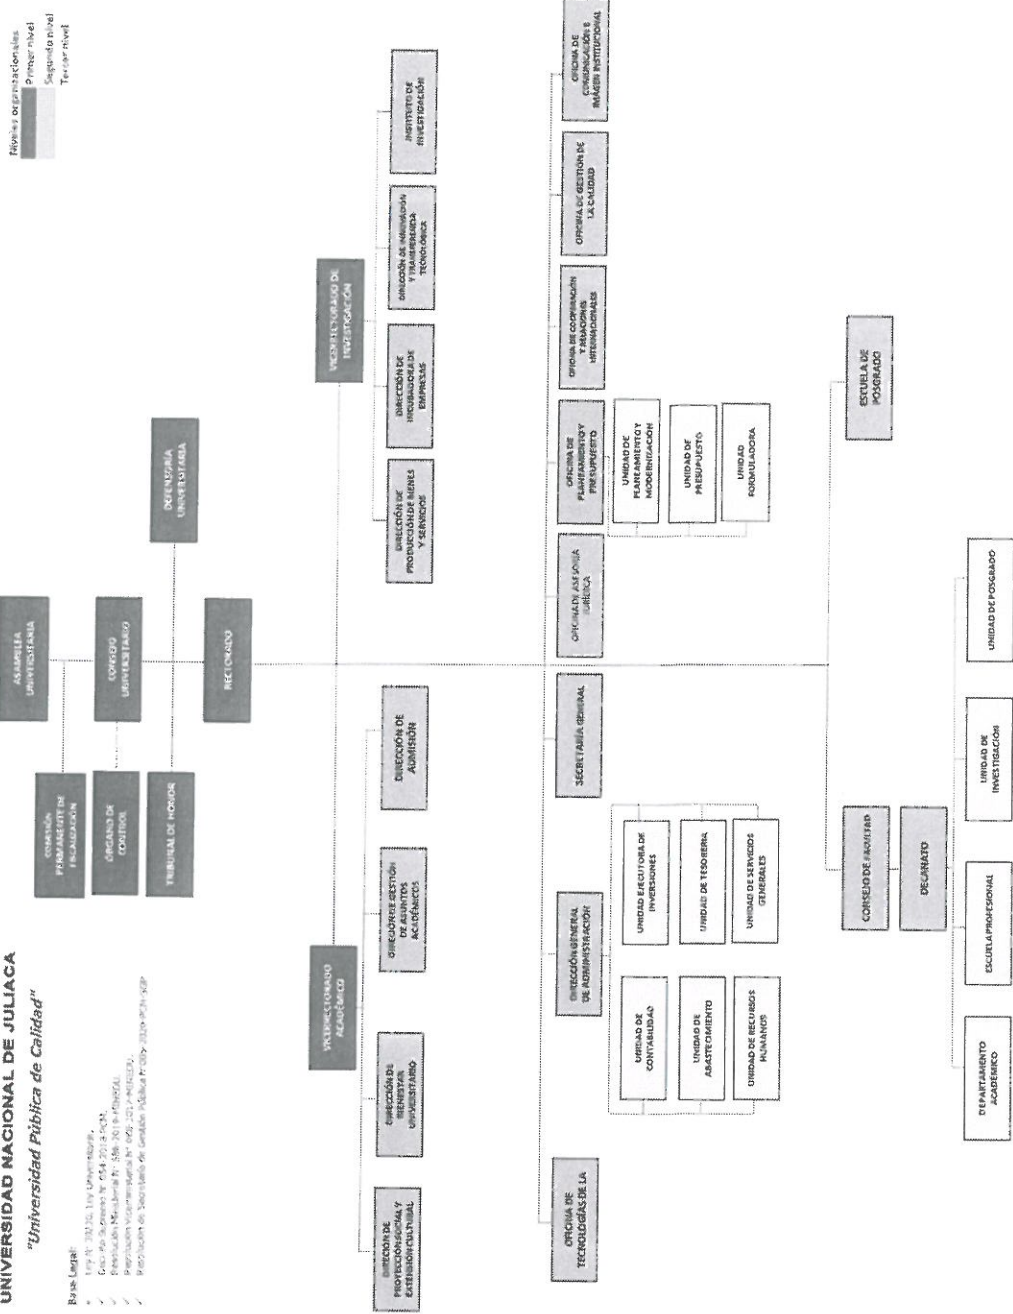 UNIVERSIDAD NACIONAL DE JULIACA
"Universidad Pública de Calidad"
Base Legal:
Niveles organizacionales
Primer nivel
Segundo nivel
Tercer nivel
ASAMBLEA
UNIVERSITARIA
COMISIÓN
PERMANENTE DE
FISCALIZACIÓN
CONSEJO
UNIVERSITARIO
ÓRGANO DE
CONTROL
DEFENSORÍA
UNIVERSITARIA
TRIBUNAL DE HONOR
RECTORADO
VICERRECTORADO
ACADÉMICO
VICERRECTORADO DE
INVESTIGACIÓN
DIRECIÓN DE
PROYECCIÓN SOCIAL Y
EXTENSIÓN CULTURAL
DIRECCIÓN DE
BIENESTAR
UNIVERSITARIO
DIRECCIÓN DE GESTIÓN
DE ASUNTOS
ACADÉMICOS
DIRECCIÓN DE
ADMISIÓN
DIRECCIÓN DE
PRODUCCIÓN DE BIENES
Y SERVICIOS
DIRECCIÓN DE
INCUBADORA DE
EMPRESAS
DIRECCIÓN DE INNOVACIÓN
Y TRANSFERENCIA
TECNOLÓGICA
INSTITUTO DE
INVESTIGACIÓN
OFICINA DE
TECNOLOGÍAS DE LA
DIRECCIÓN GENERAL
DE ADMINISTRACIÓN
SECRETARIA GENERAL
OFICINA DE ASESORIA
JURÍDICA
OFICINA DE
PLANEAMIENTO Y
PRESUPUESTO
OFICINA DE COOPERACIÓN
Y RELACIONES
INTERNACIONALES
OFICINA DE GESTIÓN DE
LA CALIDAD
OFICINA DE
COMUNICACIÓN E
IMAGEN INSTITUCIONAL
UNIDAD DE
CONTABILIDAD
UNIDAD EJECUTORA DE
INVERSIONES
UNIDAD DE
PLANEAMIENTO Y
MODERNIZACIÓN
UNIDAD DE
ABASTECIMIENTO
UNIDAD DE TESORERIA
UNIDAD DE
PRESUPUESTO
UNIDAD DE RECURSOS
HUMANOS
UNIDAD DE SERVICIOS
GENERALES
UNIDAD
FORMULADORA
CONSEJO DE FACULTAD
ESCUELA DE
POSGRADO
DECANATO
DEPARTAMENTO
ACADÉMICO
ESCUELA PROFESIONAL
UNIDAD DE
INVESTIGACIÓN
UNIDAD DE POSGRADO